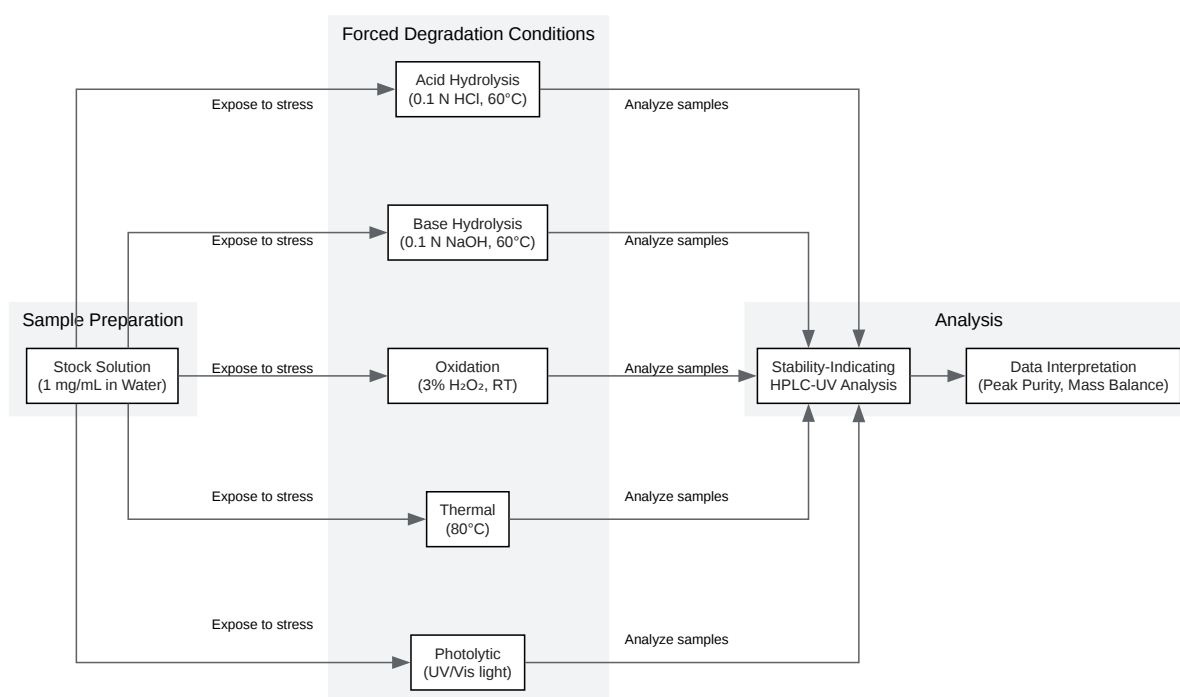 Forced Degradation Conditions
Acid Hydrolysis
(0.1 N HCl, 60°C)
Expose to stress
Analyze samples
Base Hydrolysis
(0.1 N NaOH, 60°C)
Expose to stress
Analyze samples
Sample Preparation
Analysis
Stock Solution
(1 mg/mL in Water)
Expose to stress
Oxidation
(3% H₂O₂, RT)
Analyze samples
Stability-Indicating
HPLC-UV Analysis
Data Interpretation
(Peak Purity, Mass Balance)
Expose to stress
Thermal
(80°C)
Analyze samples
Expose to stress
Photolytic
(UV/Vis light)
Analyze samples